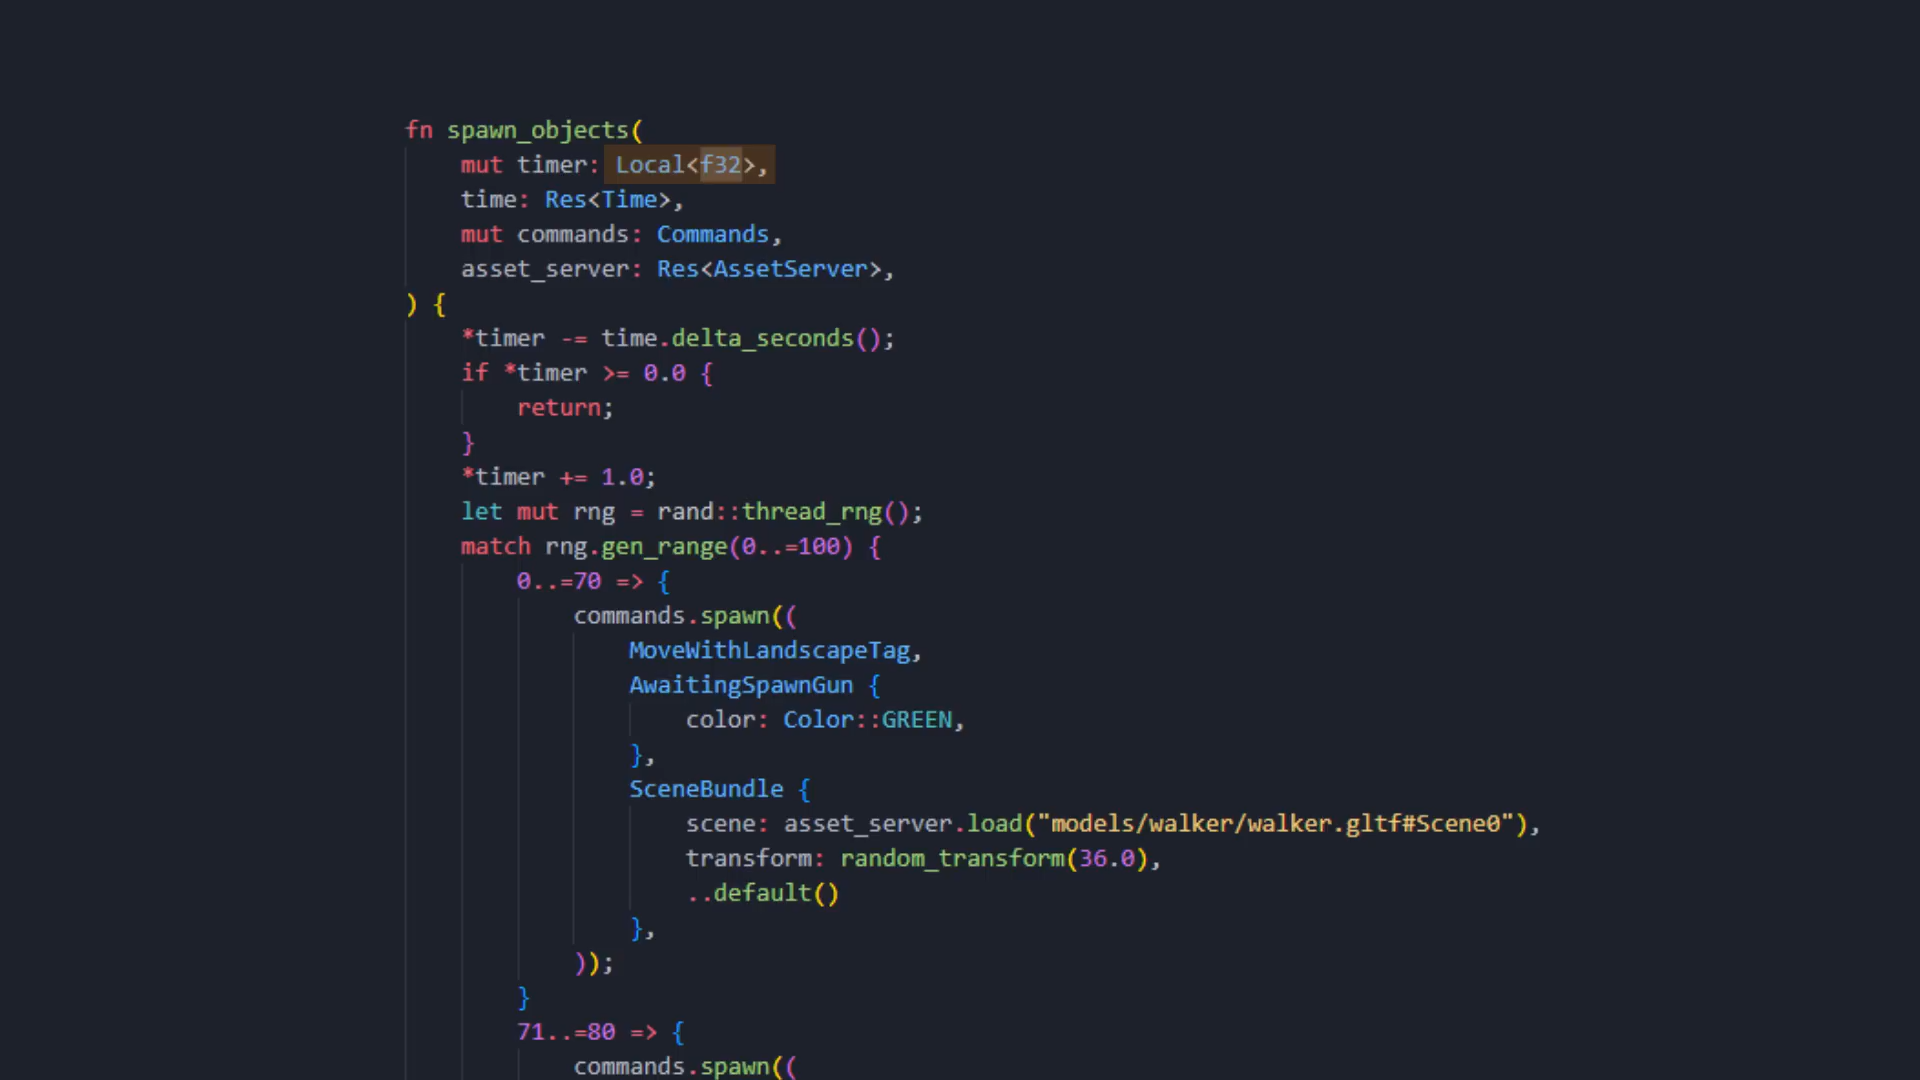 fn spawn_objects(
    mut timer: Local<f32>,
    time: Res<Time>,
    mut commands: Commands,
    asset_server: Res<AssetServer>,
) {
    *timer -= time.delta_seconds();
    if *timer >= 0.0 {
        return;
    }
    *timer += 1.0;
    let mut rng = rand::thread_rng();
    match rng.gen_range(0..=100) {
        0..=70 => {
            commands.spawn((
                MoveWithLandscapeTag,
                AwaitingSpawnGun {
                    color: Color::GREEN,
                },
                SceneBundle {
                    scene: asset_server.load("models/walker/walker.gltf#Scene0"),
                    transform: random_transform(36.0),
                    ..default()
                },
            ));
        }
        71..=80 => {
            commands.spawn((